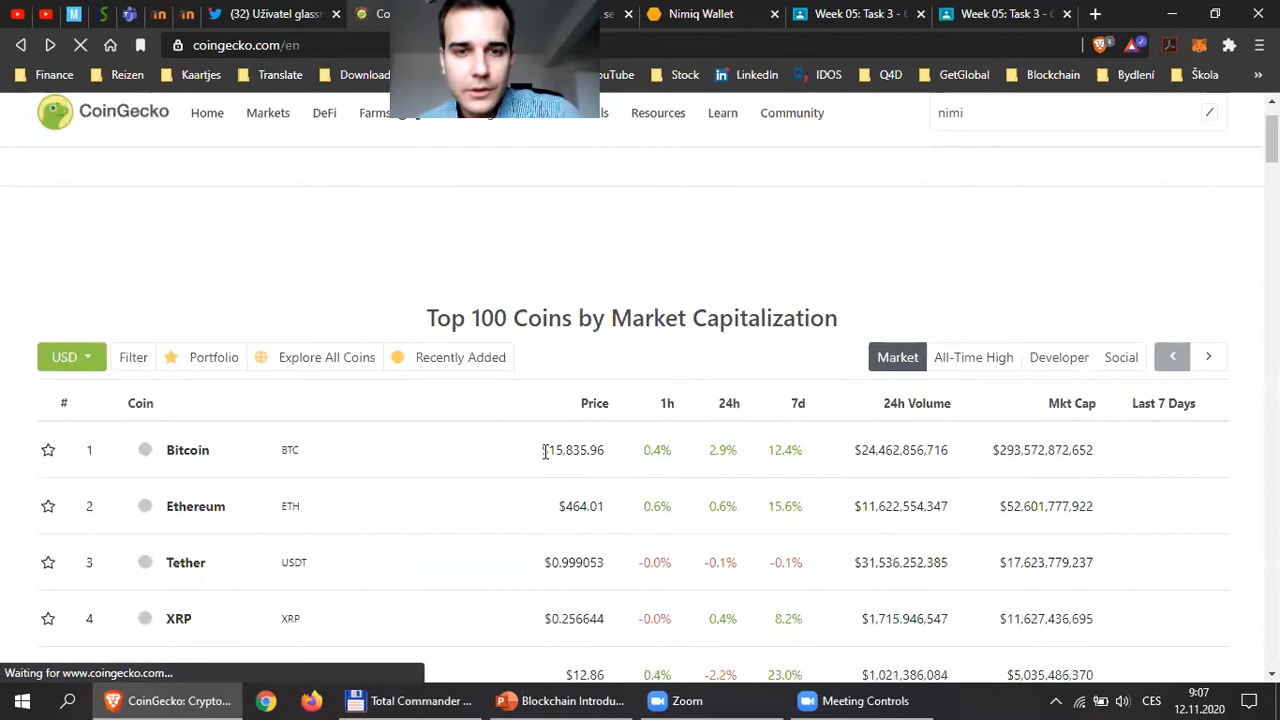 (32) Uživatel glassn
Co
se
Nimiq Wallet
Week 05: Task 3 - C
Week 05: Task 3 - C
coingecko.com/en
Finance
Reizen
Kaartjes
Translate
Download
ouTube
Stock
LinkedIn
IDOS
Q4D
GetGlobal
Blockchain
Bydlení
Škola
»
CoinGecko
Home
Markets
DeFi
Farms
ls
Resources
Learn
Community
nimi
/
Top 100 Coins by Market Capitalization
USD
Filter
Portfolio
Explore All Coins
Recently Added
Market
All-Time High
Developer
Social
# Coin Price 1h 24h 7d 24h Volume Mkt Cap Last 7 Days
1 Bitcoin BTC $15,835.96 0.4% 2.9% 12.4% $24,462,856,716 $293,572,872,652
2 Ethereum ETH $464.01 0.6% 0.6% 15.6% $11,622,554,347 $52,601,777,922
3 Tether USDT $0.999053 -0.0% -0.1% -0.1% $31,536,252,385 $17,623,779,237
4 XRP XRP $0.256644 -0.0% 0.4% 8.2% $1,715,946,547 $11,627,436,695
$12.86 0.4% -2.2% 23.0% $1,021,386,084 $5,035,486,370
Waiting for www.coingecko.com...
CoinGecko: Crypto...
Total Commander ...
Blockchain Introdu...
Zoom
Meeting Controls
CES
9:07
12.11.2020